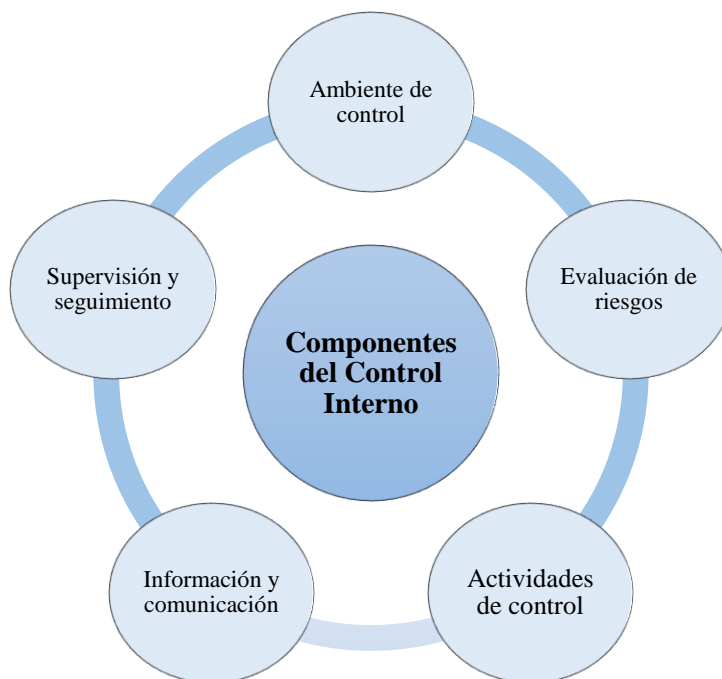 Ambiente de
control
Evaluación de
riesgos
Actividades
de control
Información y
comunicación
Supervisión y
seguimiento
Componentes
del Control
Interno